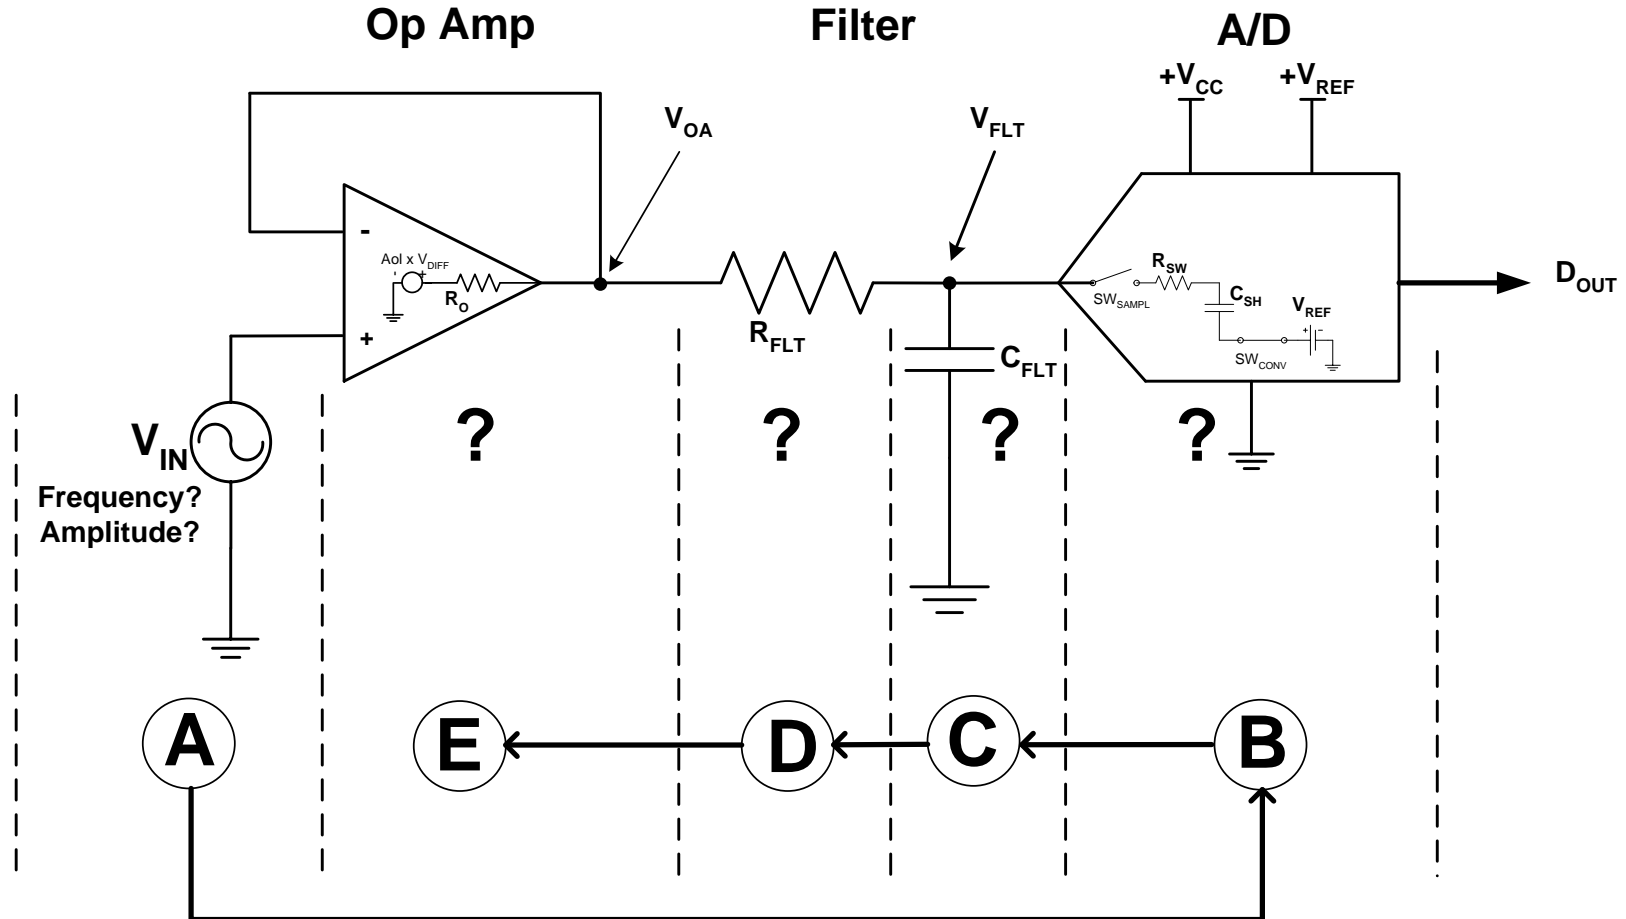 Op Amp
Filter
A/D
+VCC
+VREF
VOA
VFLT
-
Aol x VDIFF
- +
RO
+
RFLT
CFLT
SWSAMPL
RSW
CSH
VREF
+ -
SWCONV
DOUT
VIN
Frequency?
Amplitude?
?
?
?
?
A
E
D
C
B